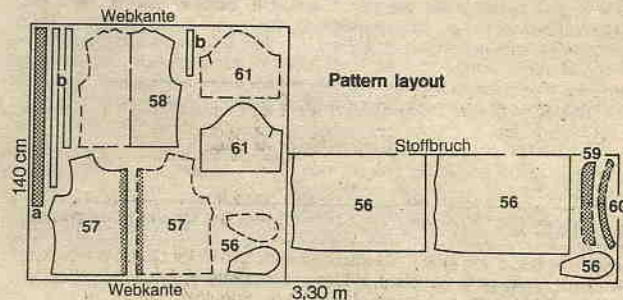 Webkante
b
b
58
61
Pattern layout
61
140 cm
Stoffbruch
59
a
57
57
56
56
56
60
56
Webkante
3,30 m